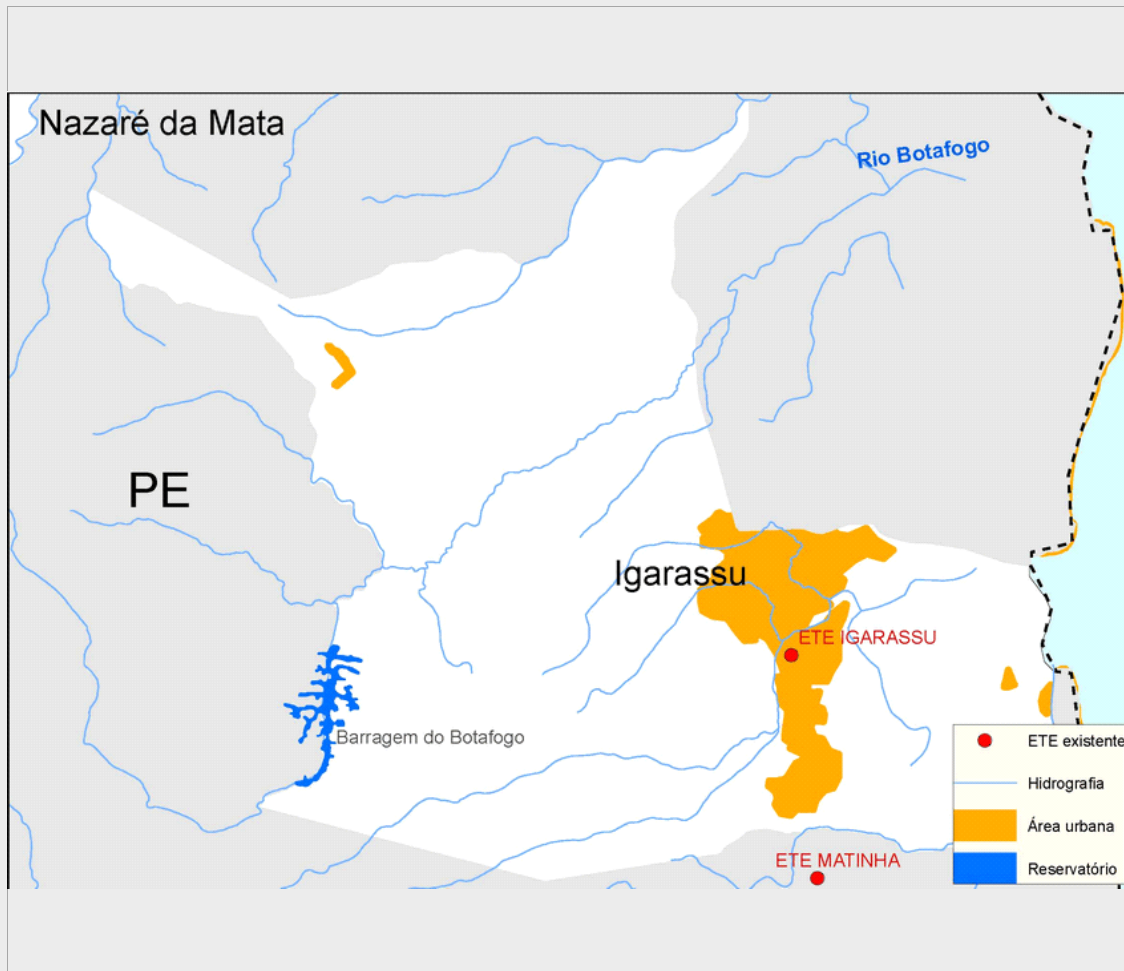 Nazaré da Mata
Rio Botafogo
PE
Igarassu
ETE IGARASSU
Barragem do Botafogo
ETE MATINHA
ETE existente
Hidrografia
Área urbana
Reservatório